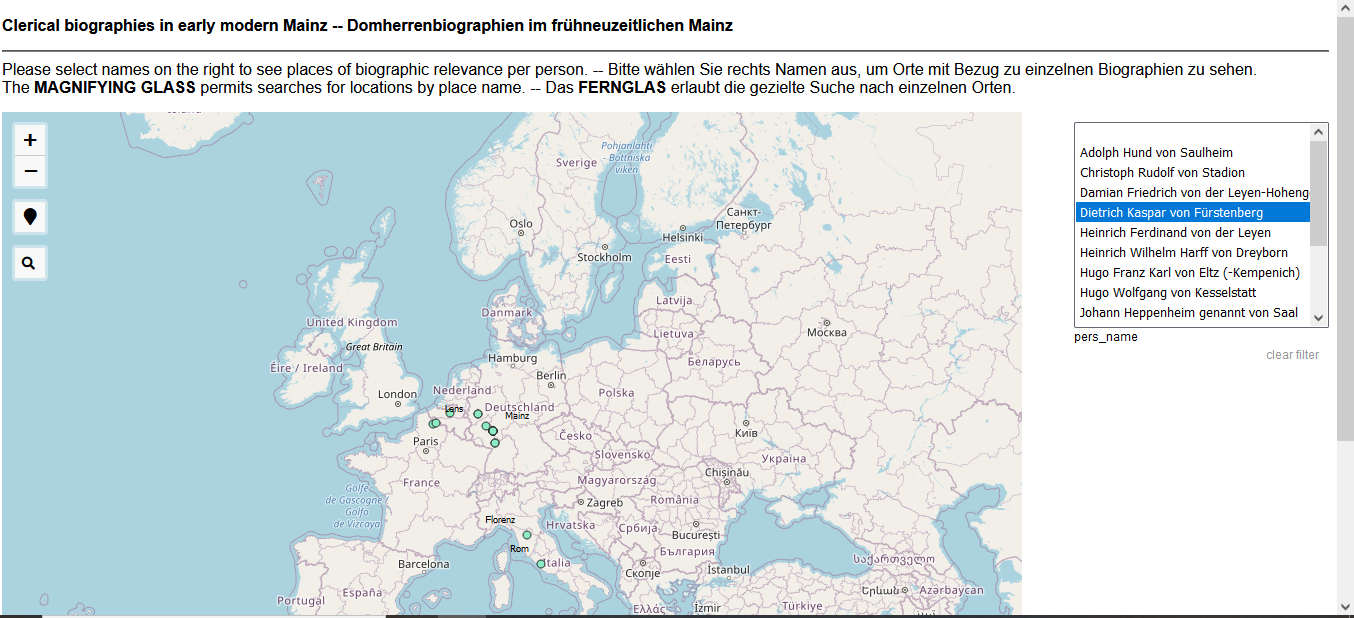 Clerical biographies in early modern Mainz -- Domherrenbiographien im frühneuzeitlichen Mainz
Please select names on the right to see places of biographic relevance per person. -- Bitte wählen Sie rechts Namen aus, um Orte mit Bezug zu einzelnen Biographien zu sehen.
The MAGNIFYING GLASS permits searches for locations by place name. -- Das FERNGLAS erlaubt die gezielte Suche nach einzelnen Orten.
+
−
Pohjanlahti
- Bottniska
viken
Sverige
Oslo
Санкт-
Петербург
Helsinki
Stockholm
Eesti
Latvija
Danmark
United Kingdom
Lietuva
Москва
Great Britain
Hamburg
Беларусь
Éire / Ireland
Berlin
London
Nederland
Polska
Lens
Deutschland
Mainz
Paris
Česko
Київ
Slovensko
Україна
Chișinău
France
Magyarország
Golfe
de Gascogne /
Golfo
de Vizcaya
Zagreb
România
Florenz
Hrvatska
Србија
București
Rom
България
Barcelona
Italia
Скопје
İstanbul
საქართველო
España
Երևան
Azərbaycan
Portugal
Ελλάς
İzmir
Türkiye
Adolph Hund von Saulheim
Christoph Rudolf von Stadion
Damian Friedrich von der Leyen-Hoheng
Dietrich Kaspar von Fürstenberg
Heinrich Ferdinand von der Leyen
Heinrich Wilhelm Harff von Dreyborn
Hugo Franz Karl von Eltz (-Kempenich)
Hugo Wolfgang von Kesselstatt
Johann Heppenheim genannt von Saal
pers_name
clear filter